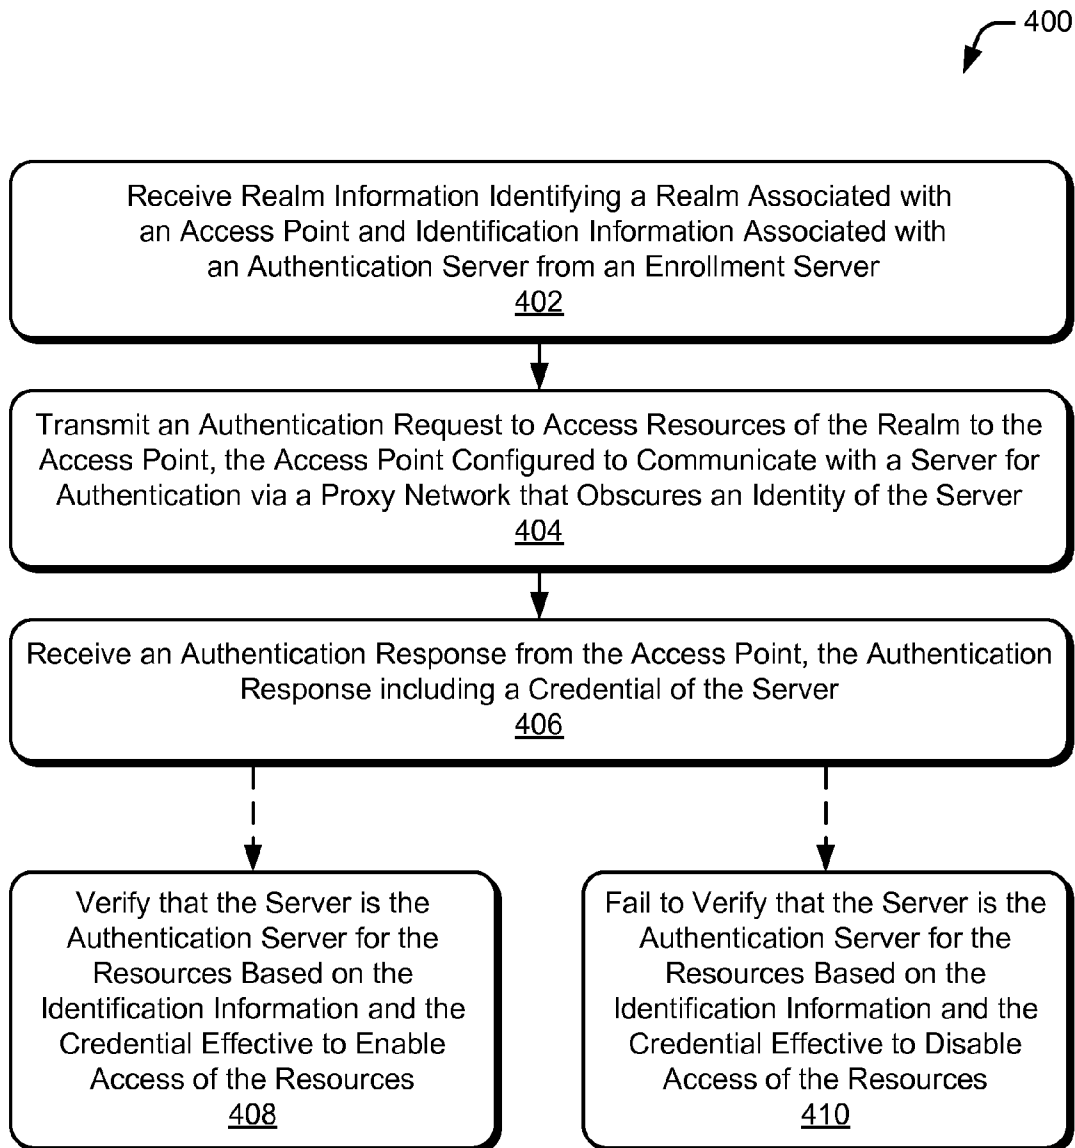 400
Receive Realm Information Identifying a Realm Associated with
an Access Point and Identification Information Associated with
an Authentication Server from an Enrollment Server
402
Transmit an Authentication Request to Access Resources of the Realm to the
Access Point, the Access Point Configured to Communicate with a Server for
Authentication via a Proxy Network that Obscures an Identity of the Server
404
Receive an Authentication Response from the Access Point, the Authentication
Response including a Credential of the Server
406
Verify that the Server is the
Authentication Server for the
Resources Based on the
Identification Information and the
Credential Effective to Enable
Access of the Resources
408
Fail to Verify that the Server is the
Authentication Server for the
Resources Based on the
Identification Information and the
Credential Effective to Disable
Access of the Resources
410